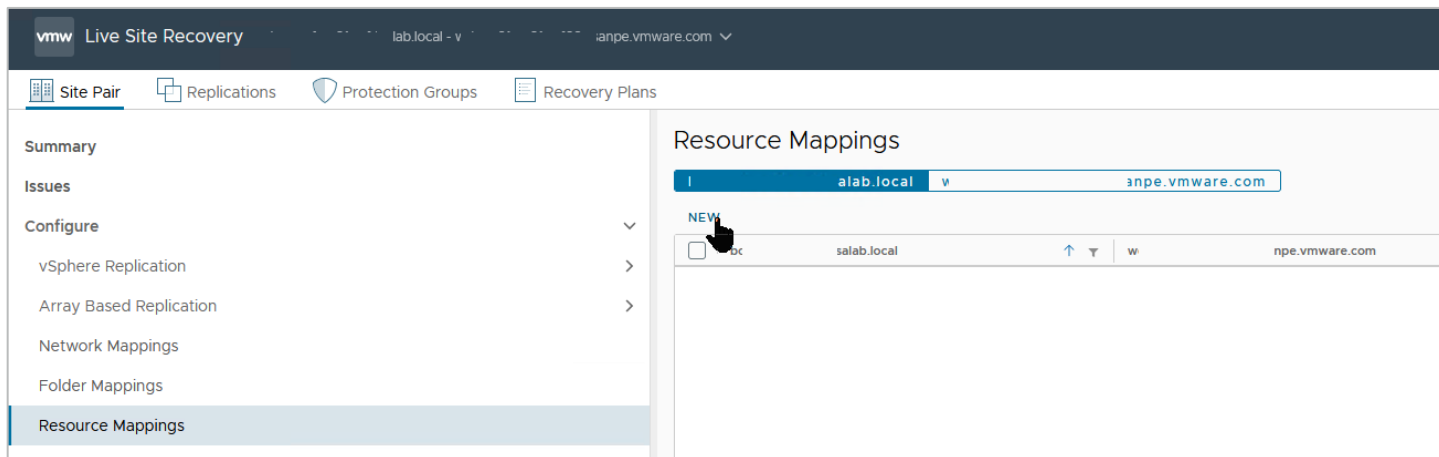 vmw Live Site Recovery lab.local - v anpe.vmware.com
Site Pair Replications Protection Groups Recovery Plans
Summary
Issues
Configure
vSphere Replication
Array Based Replication
Network Mappings
Folder Mappings
Resource Mappings
Resource Mappings
alab.local w anpe.vmware.com
NEW
salab.local w npe.vmware.com